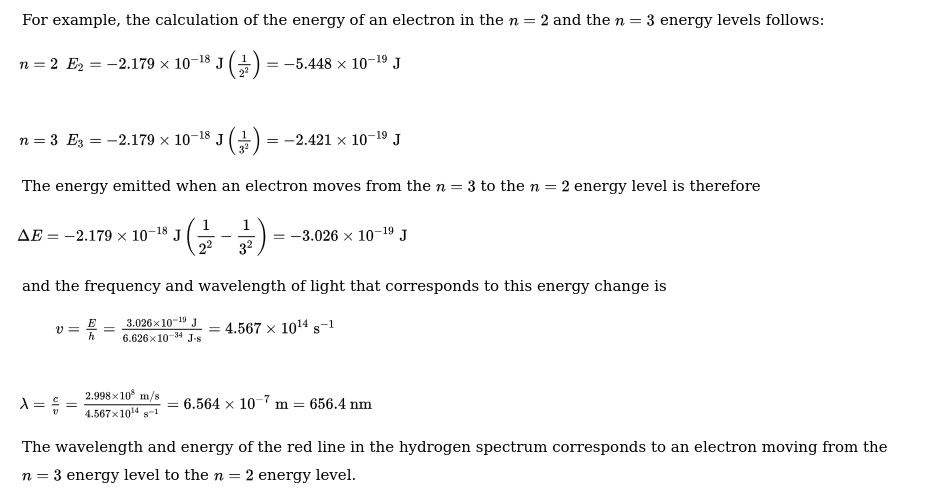 For example, the calculation of the energy of an electron in the n = 2 and the n = 3 energy levels follows:
n = 2 E₂ = −2.179 × 10⁻¹⁸ J (1/2²) = −5.448 × 10⁻¹⁹ J
n = 3 E₃ = −2.179 × 10⁻¹⁸ J (1/3²) = −2.421 × 10⁻¹⁹ J
The energy emitted when an electron moves from the n = 3 to the n = 2 energy level is therefore
ΔE = −2.179 × 10⁻¹⁸ J (1/2² − 1/3²) = −3.026 × 10⁻¹⁹ J
and the frequency and wavelength of light that corresponds to this energy change is
v = E/h = 3.026×10⁻¹⁹ J / 6.626×10⁻³⁴ J·s = 4.567 × 10¹⁴ s⁻¹
λ = c/v = 2.998×10⁸ m/s / 4.567×10¹⁴ s⁻¹ = 6.564 × 10⁻⁷ m = 656.4 nm
The wavelength and energy of the red line in the hydrogen spectrum corresponds to an electron moving from the
n = 3 energy level to the n = 2 energy level.